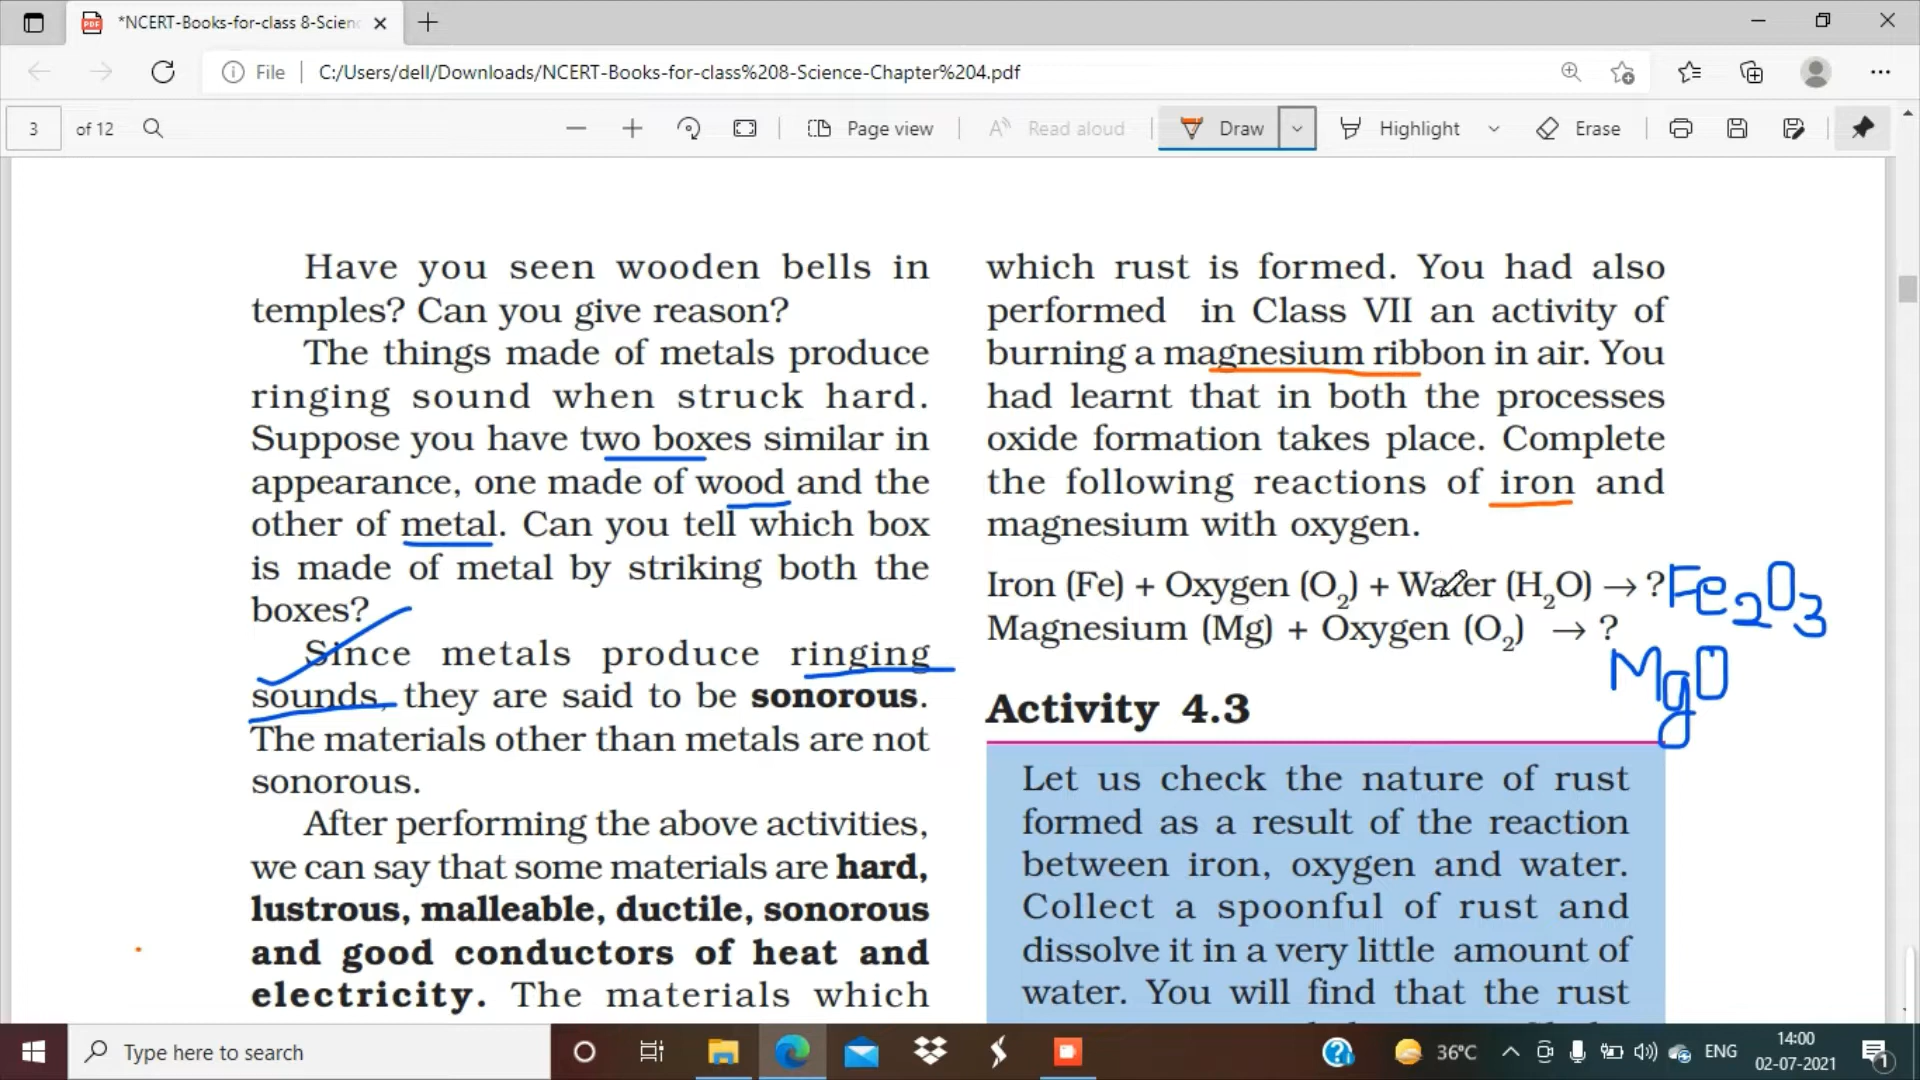 *NCERT-Books-for-class 8-Scien
File
C:/Users/dell/Downloads/NCERT-Books-for-class%208-Science-Chapter%204.pdf
3 of 12
Page view
Read aloud
Draw
Highlight
Erase
Have you seen wooden bells in
temples? Can you give reason?
The things made of metals produce
ringing sound when struck hard.
Suppose you have two boxes similar in
appearance, one made of wood and the
other of metal. Can you tell which box
is made of metal by striking both the
boxes?
Since metals produce ringing
sounds, they are said to be sonorous.
The materials other than metals are not
sonorous.
After performing the above activities,
we can say that some materials are hard,
lustrous, malleable, ductile, sonorous
and good conductors of heat and
electricity. The materials which
which rust is formed. You had also
performed in Class VII an activity of
burning a magnesium ribbon in air. You
had learnt that in both the processes
oxide formation takes place. Complete
the following reactions of iron and
magnesium with oxygen.
Iron (Fe) + Oxygen (O₂) + Water (H₂O) → ? Fe₂O₃
Magnesium (Mg) + Oxygen (O₂) → ?
MgO
Activity 4.3
Let us check the nature of rust
formed as a result of the reaction
between iron, oxygen and water.
Collect a spoonful of rust and
dissolve it in a very little amount of
water. You will find that the rust
Type here to search
36°C
ENG
14:00
02-07-2021
1